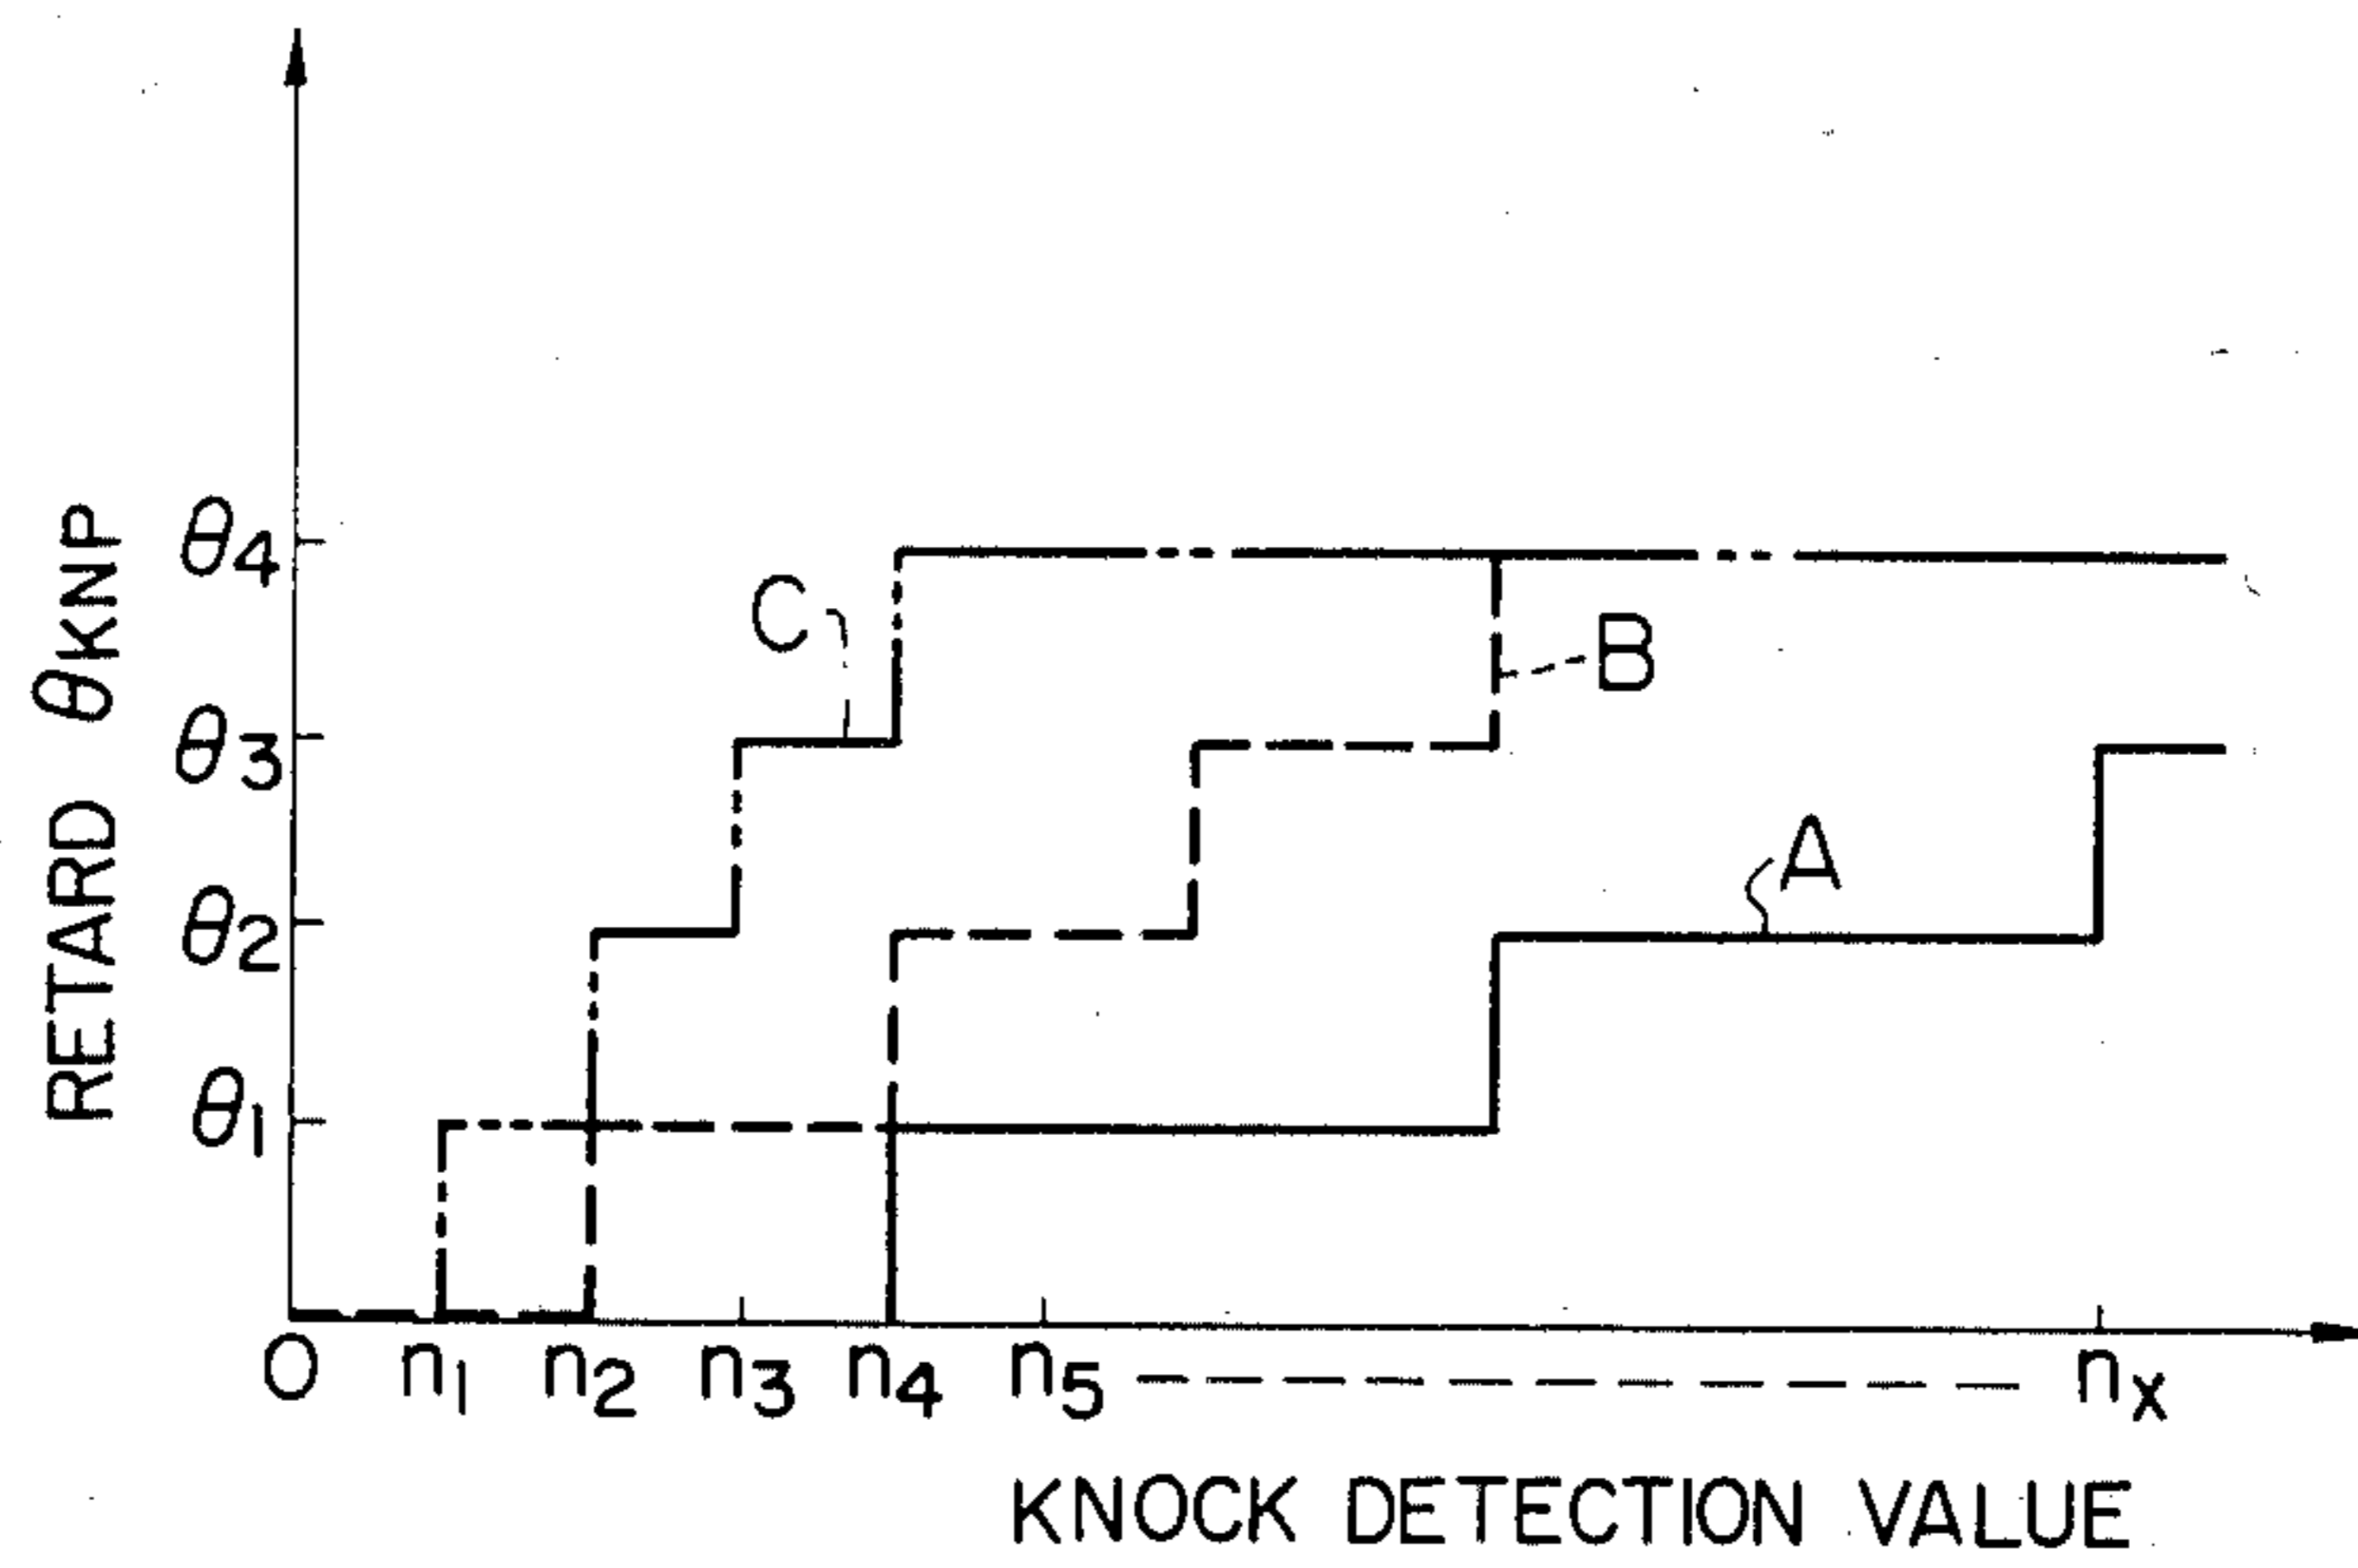 RETARD θKNP
θ4
θ3
θ2
θ1
C
B
A
O n1 n2 n3 n4 n5 nx
KNOCK DETECTION VALUE